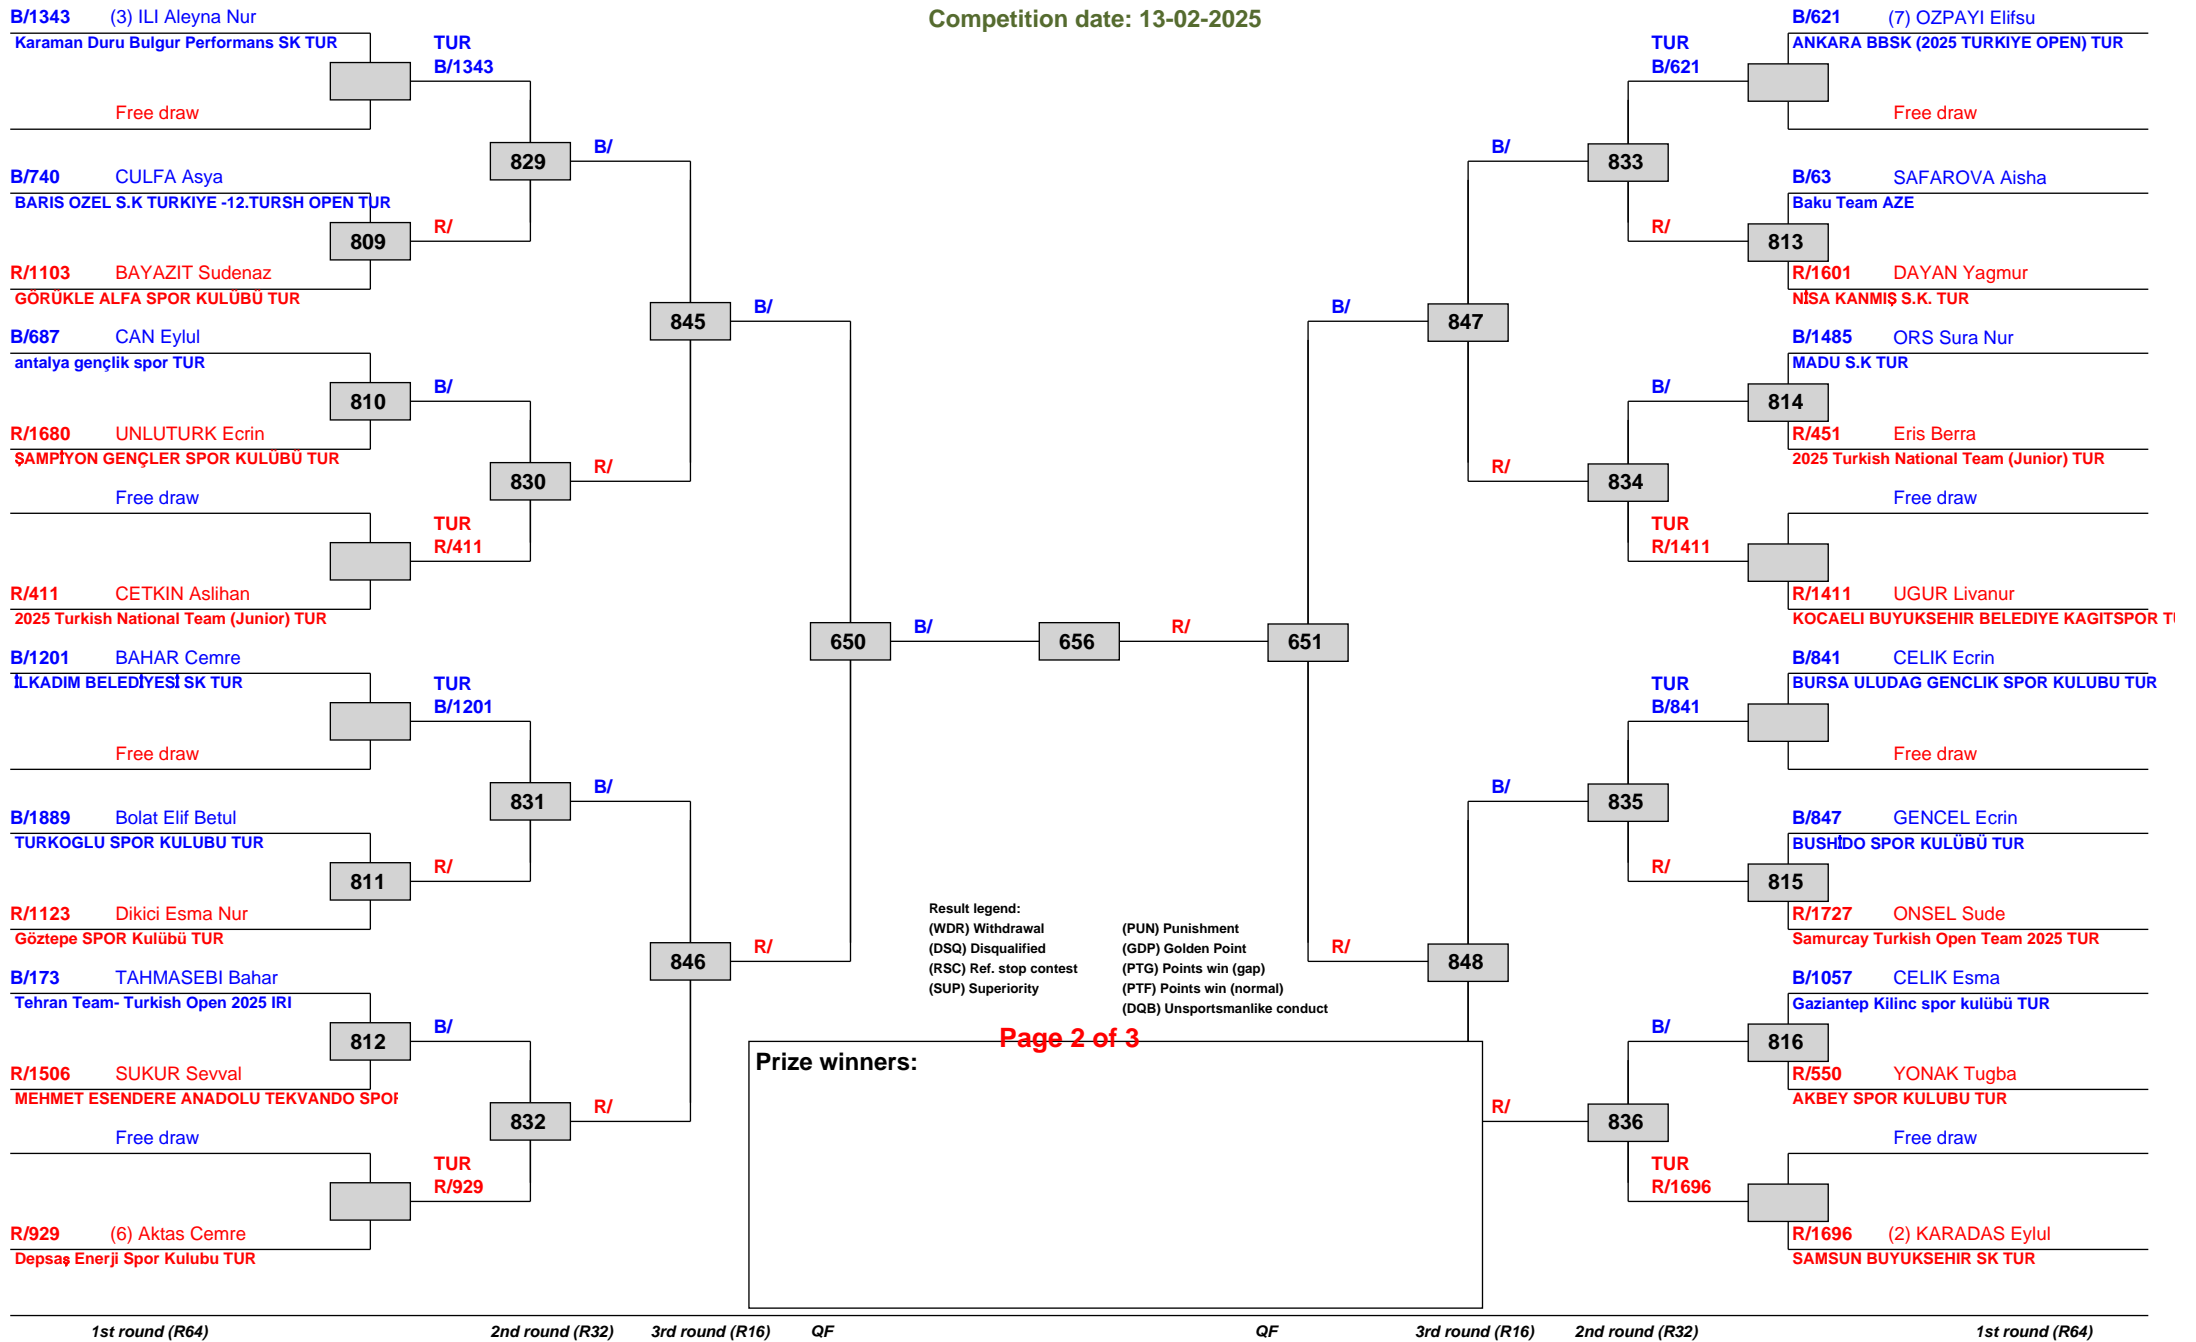 Competition date: 13-02-2025
B/1343 (3) ILI Aleyna Nur
Karaman Duru Bulgur Performans SK TUR
TUR
B/1343
Free draw
829
B/
B/740 CULFA Asya
BARIS OZEL S.K TURKIYE -12.TURSH OPEN TUR
809
R/
R/1103 BAYAZIT Sudenaz
GÖRÜKLE ALFA SPOR KULÜBÜ TUR
845
B/
B/687 CAN Eylul
antalya gençlik spor TUR
810
B/
R/1680 UNLUTURK Ecrin
ŞAMPİYON GENÇLER SPOR KULÜBÜ TUR
830
R/
Free draw
TUR
R/411
R/411 CETKIN Aslihan
2025 Turkish National Team (Junior) TUR
650
B/
656
R/
651
B/1201 BAHAR Cemre
İLKADIM BELEDİYESİ SK TUR
TUR
B/1201
Free draw
831
B/
B/1889 Bolat Elif Betul
TURKOGLU SPOR KULUBU TUR
811
R/
R/1123 Dikici Esma Nur
Göztepe SPOR Kulübü TUR
846
R/
B/173 TAHMASEBI Bahar
Tehran Team- Turkish Open 2025 IRI
812
B/
R/1506 SUKUR Sevval
MEHMET ESENDERE ANADOLU TEKVANDO SPOR
832
R/
Free draw
TUR
R/929
R/929 (6) Aktas Cemre
Depsaş Enerji Spor Kulubu TUR
B/621 (7) OZPAYI Elifsu
ANKARA BBSK (2025 TURKIYE OPEN) TUR
TUR
B/621
Free draw
B/
833
B/63 SAFAROVA Aisha
Baku Team AZE
R/
813
R/1601 DAYAN Yagmur
NİSA KANMIŞ S.K. TUR
B/
847
B/1485 ORS Sura Nur
MADU S.K TUR
B/
814
R/451 Eris Berra
2025 Turkish National Team (Junior) TUR
R/
834
Free draw
TUR
R/1411
R/1411 UGUR Livanur
KOCAELI BUYUKSEHIR BELEDIYE KAGITSPOR TU
B/841 CELIK Ecrin
BURSA ULUDAG GENCLIK SPOR KULUBU TUR
TUR
B/841
Free draw
B/
835
B/847 GENCEL Ecrin
BUSHİDO SPOR KULÜBÜ TUR
R/
815
R/1727 ONSEL Sude
Samurcay Turkish Open Team 2025 TUR
R/
848
B/1057 CELIK Esma
Gaziantep Kilinc spor kulübü TUR
B/
816
R/550 YONAK Tugba
AKBEY SPOR KULUBU TUR
R/
836
Free draw
TUR
R/1696
R/1696 (2) KARADAS Eylul
SAMSUN BUYUKSEHIR SK TUR
Result legend:
(WDR) Withdrawal (PUN) Punishment
(DSQ) Disqualified (GDP) Golden Point
(RSC) Ref. stop contest (PTG) Points win (gap)
(SUP) Superiority (PTF) Points win (normal)
(DQB) Unsportsmanlike conduct
Page 2 of 3
Prize winners:
1st round (R64) 2nd round (R32) 3rd round (R16) QF QF 3rd round (R16) 2nd round (R32) 1st round (R64)